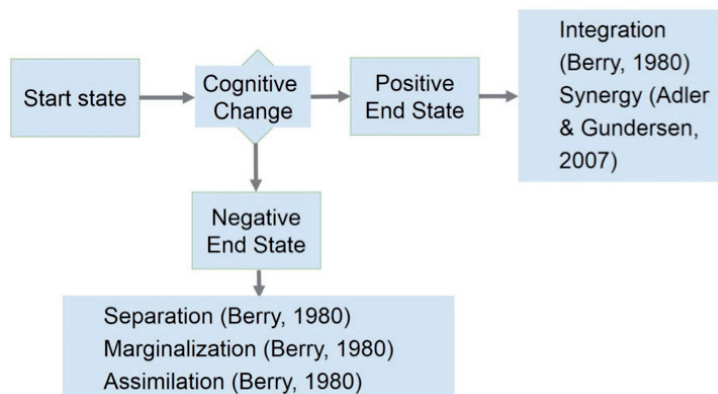 Start state
Cognitive
Change
Positive
End State
Integration
(Berry, 1980)
Synergy (Adler
& Gundersen,
2007)
Negative
End State
Separation (Berry, 1980)
Marginalization (Berry, 1980)
Assimilation (Berry, 1980)